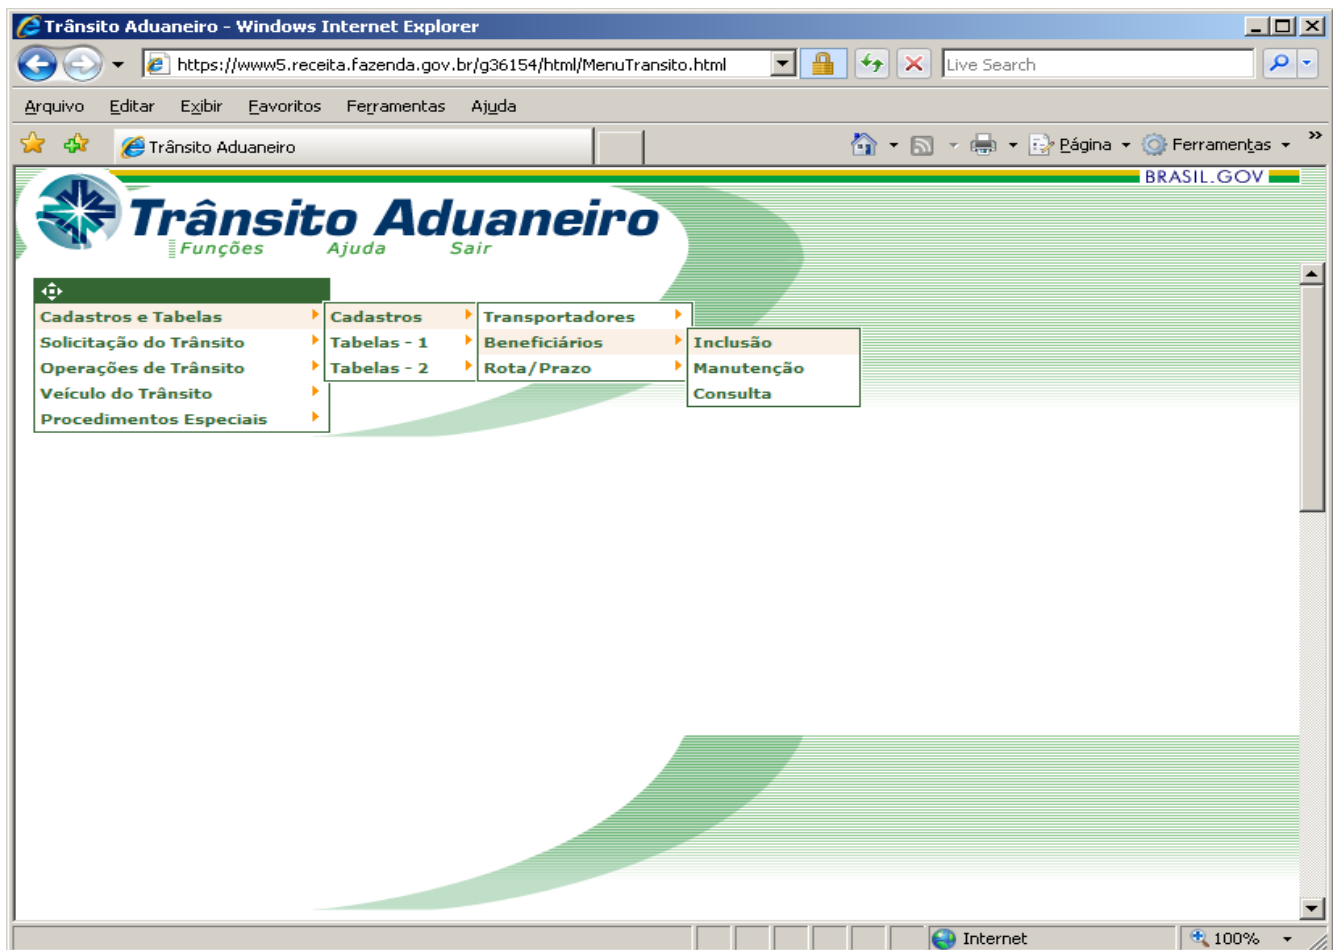 Trânsito Aduaneiro - Windows Internet Explorer
https://www5.receita.fazenda.gov.br/g36154/html/MenuTransito.html
Live Search
Arquivo Editar Exibir Favoritos Ferramentas Ajuda
Trânsito Aduaneiro
Página Ferramentas »
BRASIL.GOV
Trânsito Aduaneiro
Funções Ajuda Sair
Cadastros e Tabelas Cadastros Transportadores
Solicitação do Trânsito Tabelas - 1 Beneficiários Inclusão
Operações de Trânsito Tabelas - 2 Rota/Prazo Manutenção
Veículo do Trânsito Consulta
Procedimentos Especiais
Internet 100%